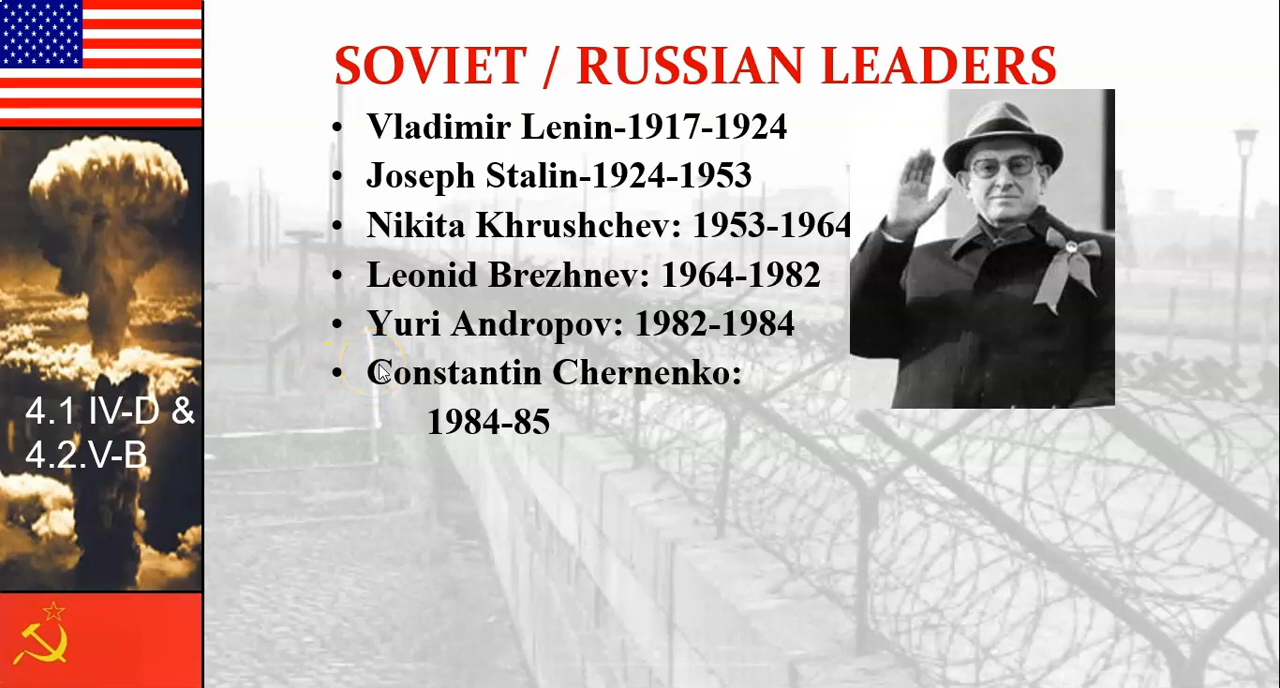 SOVIET / RUSSIAN LEADERS
• Vladimir Lenin-1917-1924
• Joseph Stalin-1924-1953
• Nikita Khrushchev: 1953-1964
• Leonid Brezhnev: 1964-1982
• Yuri Andropov: 1982-1984
• Constantin Chernenko:
1984-85
4.1 IV-D &
4.2.V-B